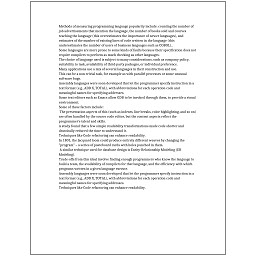 Methods of measuring programming language popularity include: counting the number of
job advertisements that mention the language, the number of books sold and courses
teaching the language (this overestimates the importance of newer languages), and
estimates of the number of existing lines of code written in the language (this
underestimates the number of users of business languages such as COBOL).
Some languages are more prone to some kinds of faults because their specification does not
require compilers to perform as much checking as other languages.
The choice of language used is subject to many considerations, such as company policy,
suitability to task, availability of third-party packages, or individual preference.
Many applications use a mix of several languages in their construction and use.
This can be a non-trivial task, for example as with parallel processes or some unusual
software bugs.
Assembly languages were soon developed that let the programmer specify instruction in a
text format (e.g., ADD X, TOTAL), with abbreviations for each operation code and
meaningful names for specifying addresses.
Some text editors such as Emacs allow GDB to be invoked through them, to provide a visual
environment.
Some of these factors include:
The presentation aspects of this (such as indents, line breaks, color highlighting, and so on)
are often handled by the source code editor, but the content aspects reflect the
programmer's talent and skills.
A study found that a few simple readability transformations made code shorter and
drastically reduced the time to understand it.
Techniques like Code refactoring can enhance readability.
In 1801, the Jacquard loom could produce entirely different weaves by changing the
"program" – a series of pasteboard cards with holes punched in them.
A similar technique used for database design is Entity-Relationship Modeling (ER
Modeling).
Trade-offs from this ideal involve finding enough programmers who know the language to
build a team, the availability of compilers for that language, and the efficiency with which
programs written in a given language execute.
Assembly languages were soon developed that let the programmer specify instruction in a
text format (e.g., ADD X, TOTAL), with abbreviations for each operation code and
meaningful names for specifying addresses.
Techniques like Code refactoring can enhance readability.